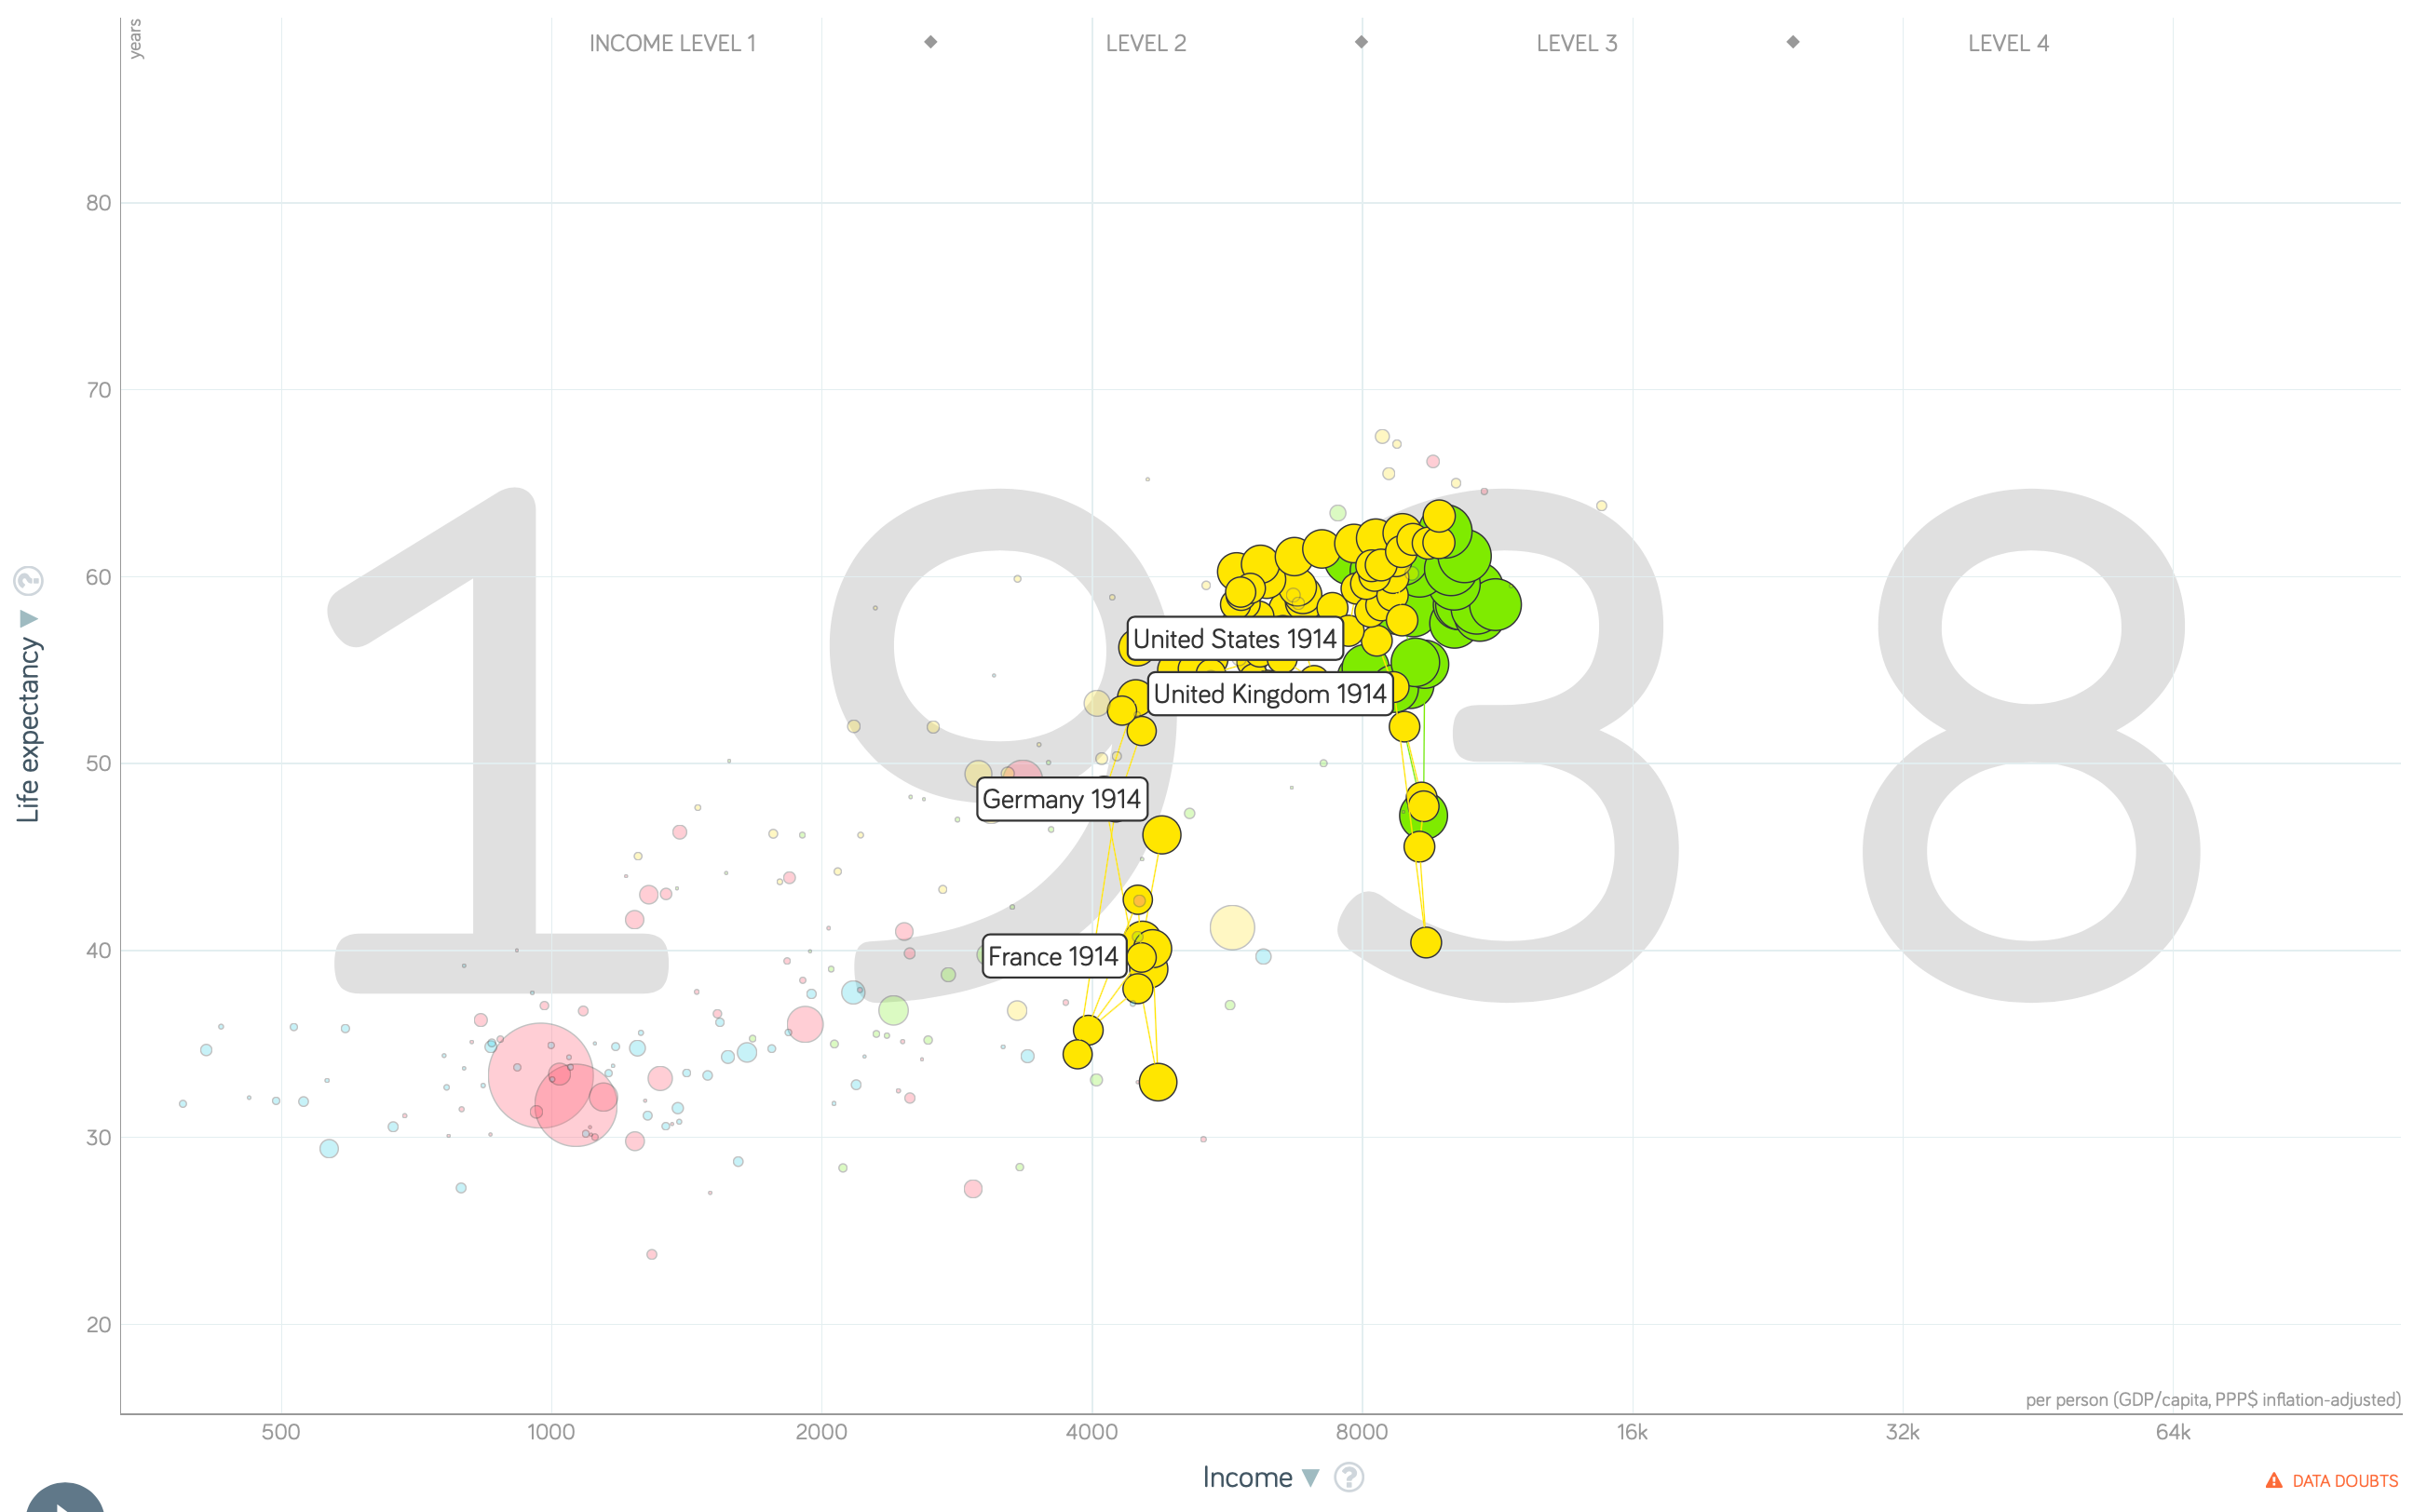 years
INCOME LEVEL 1
LEVEL 2
LEVEL 3
LEVEL 4
1938
80
70
60
50
40
30
20
Life expectancy
?
United States 1914
United Kingdom 1914
Germany 1914
France 1914
per person (GDP/capita, PPP$ inflation-adjusted)
500 1000 2000 4000 8000 16k 32k 64k
Income ?
DATA DOUBTS